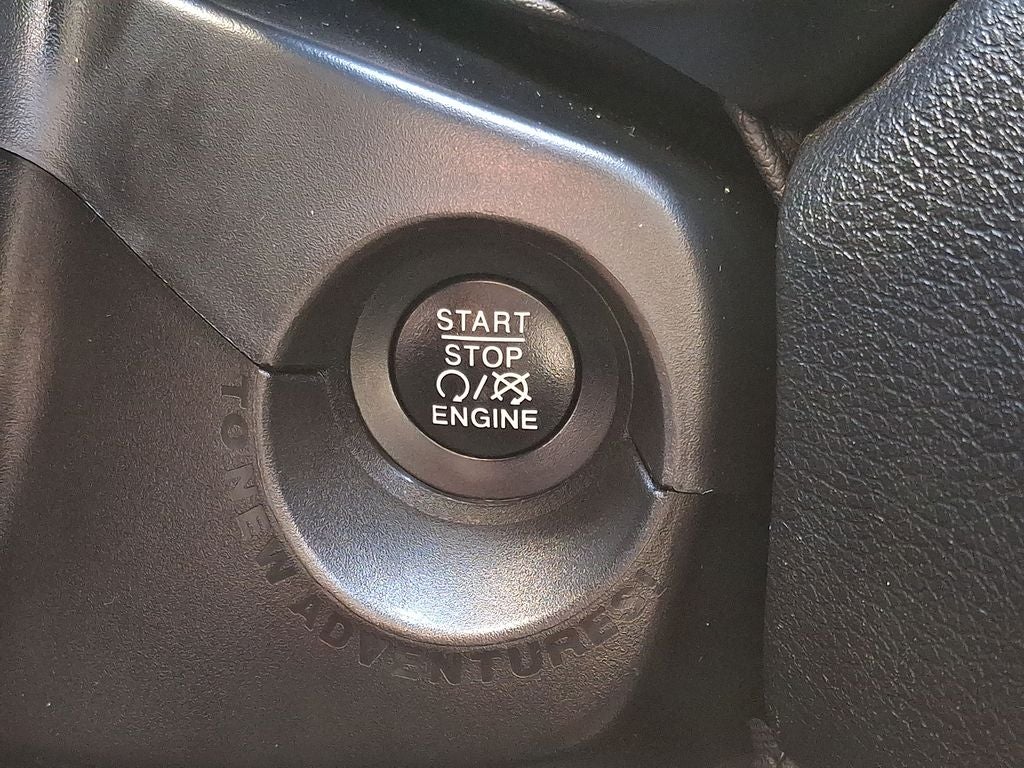 START
STOP
/
ENGINE
TO NEW ADVENTURES!